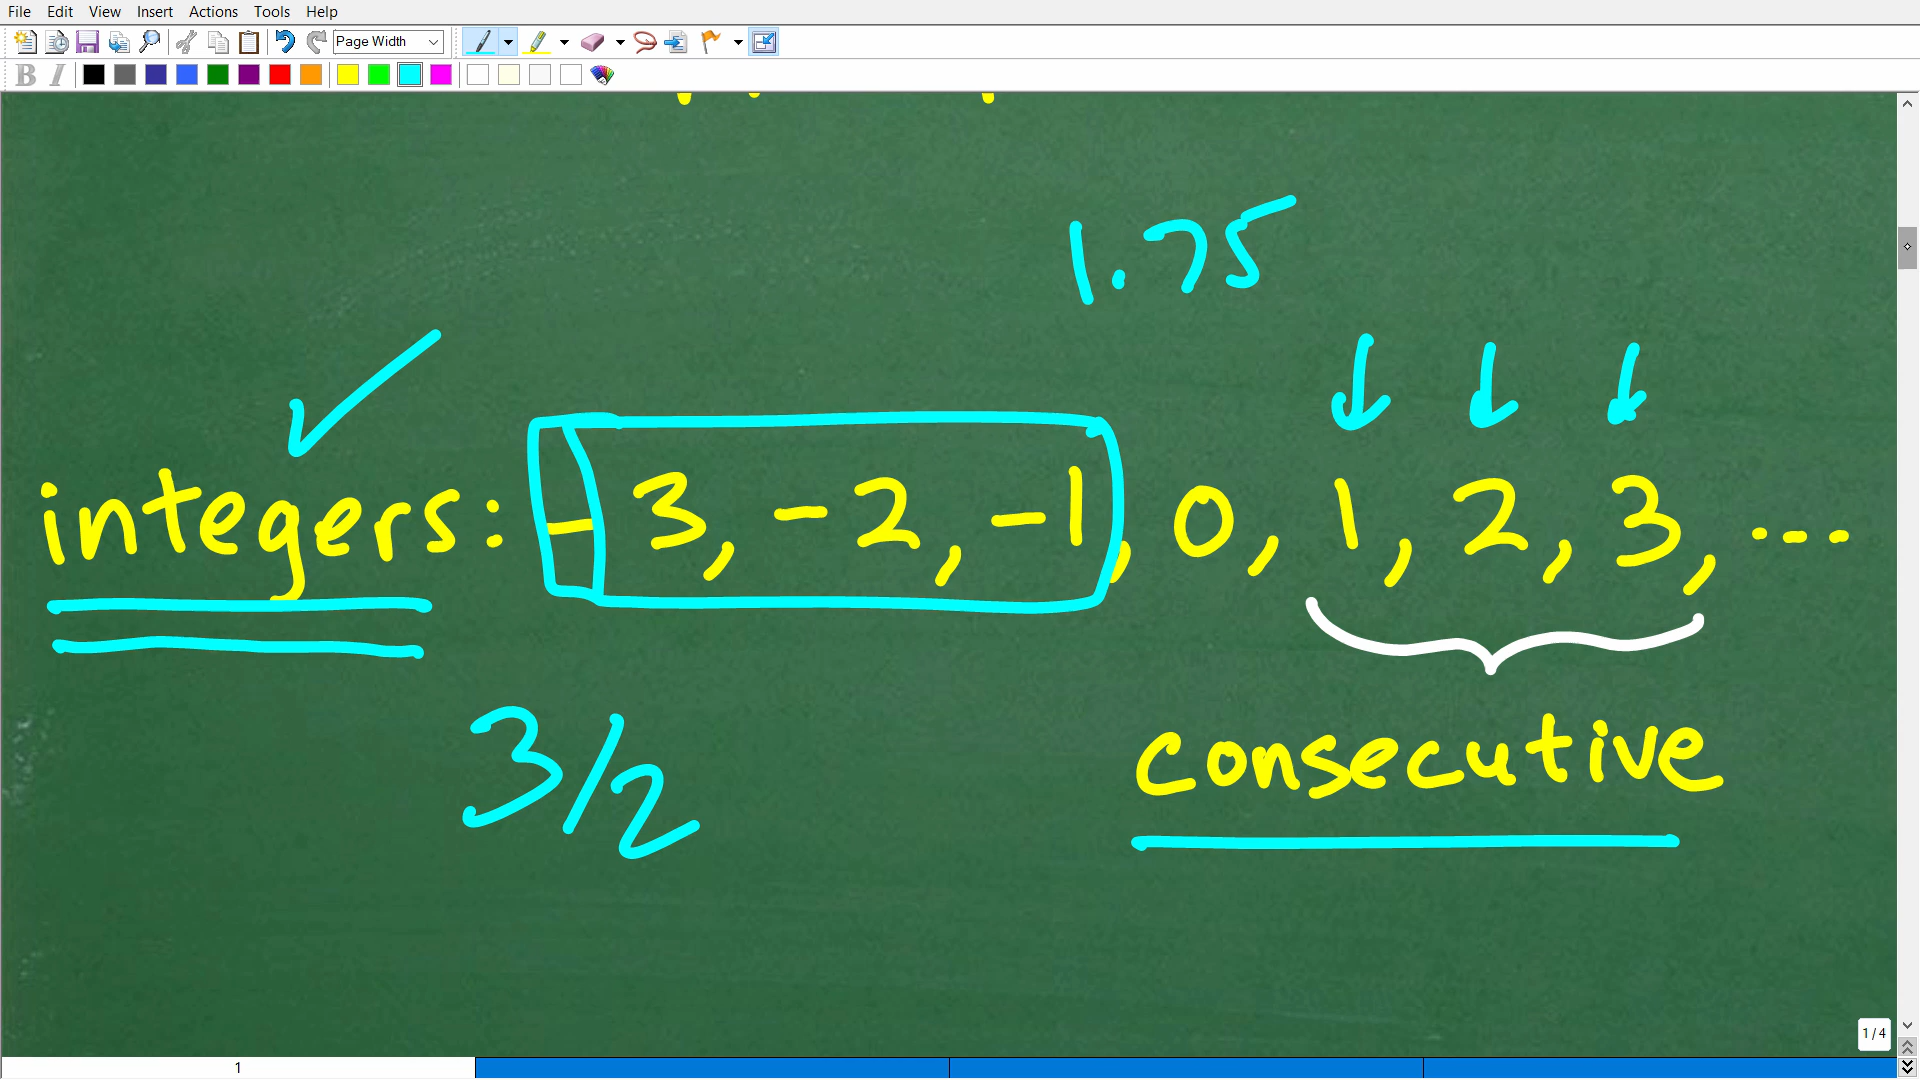 File Edit View Insert Actions Tools Help
Page Width
B I
1.75
integers: -3, -2, -1, 0, 1, 2, 3, ---
3/2
consecutive
1 / 4
1